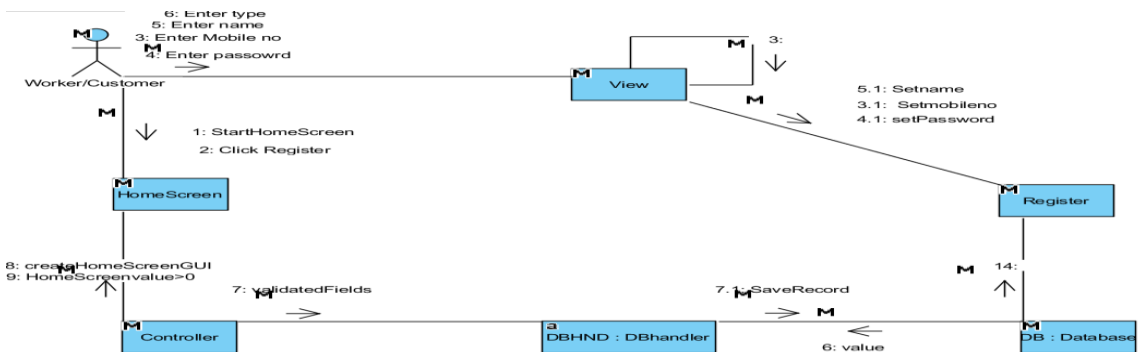 6: Enter type
5: Enter name
3: Enter Mobile no
4: Enter passowrd
Worker/Customer
View
3:
5.1: Setname
3.1: Setmobileno
4.1: setPassword
1: StartHomeScreen
2: Click Register
HomeScreen
Register
8: createHomeScreenGUI
9: HomeScreenvalue>0
14:
7: validatedFields
7.1: SaveRecord
Controller
a
DBHND : DBhandler
DB : Database
6: value